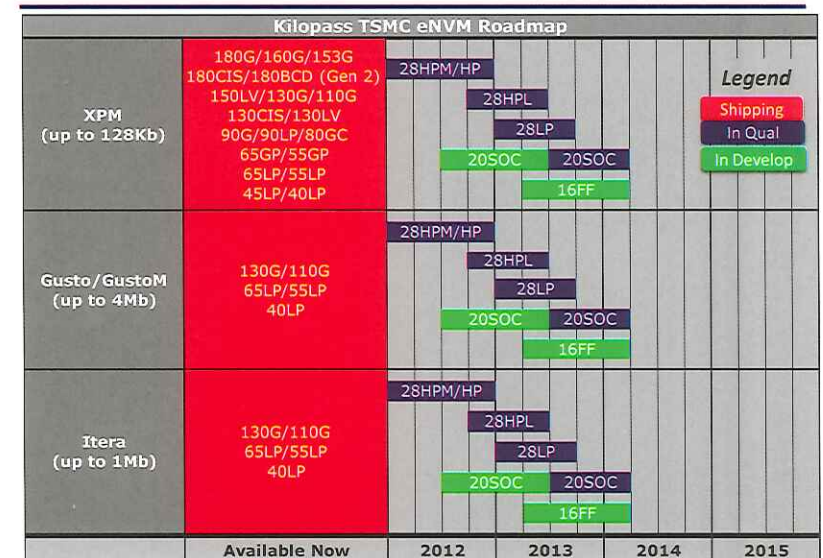 Kilopass TSMC eNVM Roadmap
XPM
(up to 128Kb)
180G/160G/153G
180CIS/180BCD (Gen 2)
150LV/130G/110G
130CIS/130LV
90G/90LP/80GC
65GP/55GP
65LP/55LP
45LP/40LP
28HPM/HP
28HPL
28LP
20SOC
20SOC
16FF
Legend
Shipping
In Qual
In Develop
Gusto/GustoM
(up to 4Mb)
130G/110G
65LP/55LP
40LP
28HPM/HP
28HPL
28LP
20SOC
20SOC
16FF
Itera
(up to 1Mb)
130G/110G
65LP/55LP
40LP
28HPM/HP
28HPL
28LP
20SOC
20SOC
16FF
Available Now
2012
2013
2014
2015